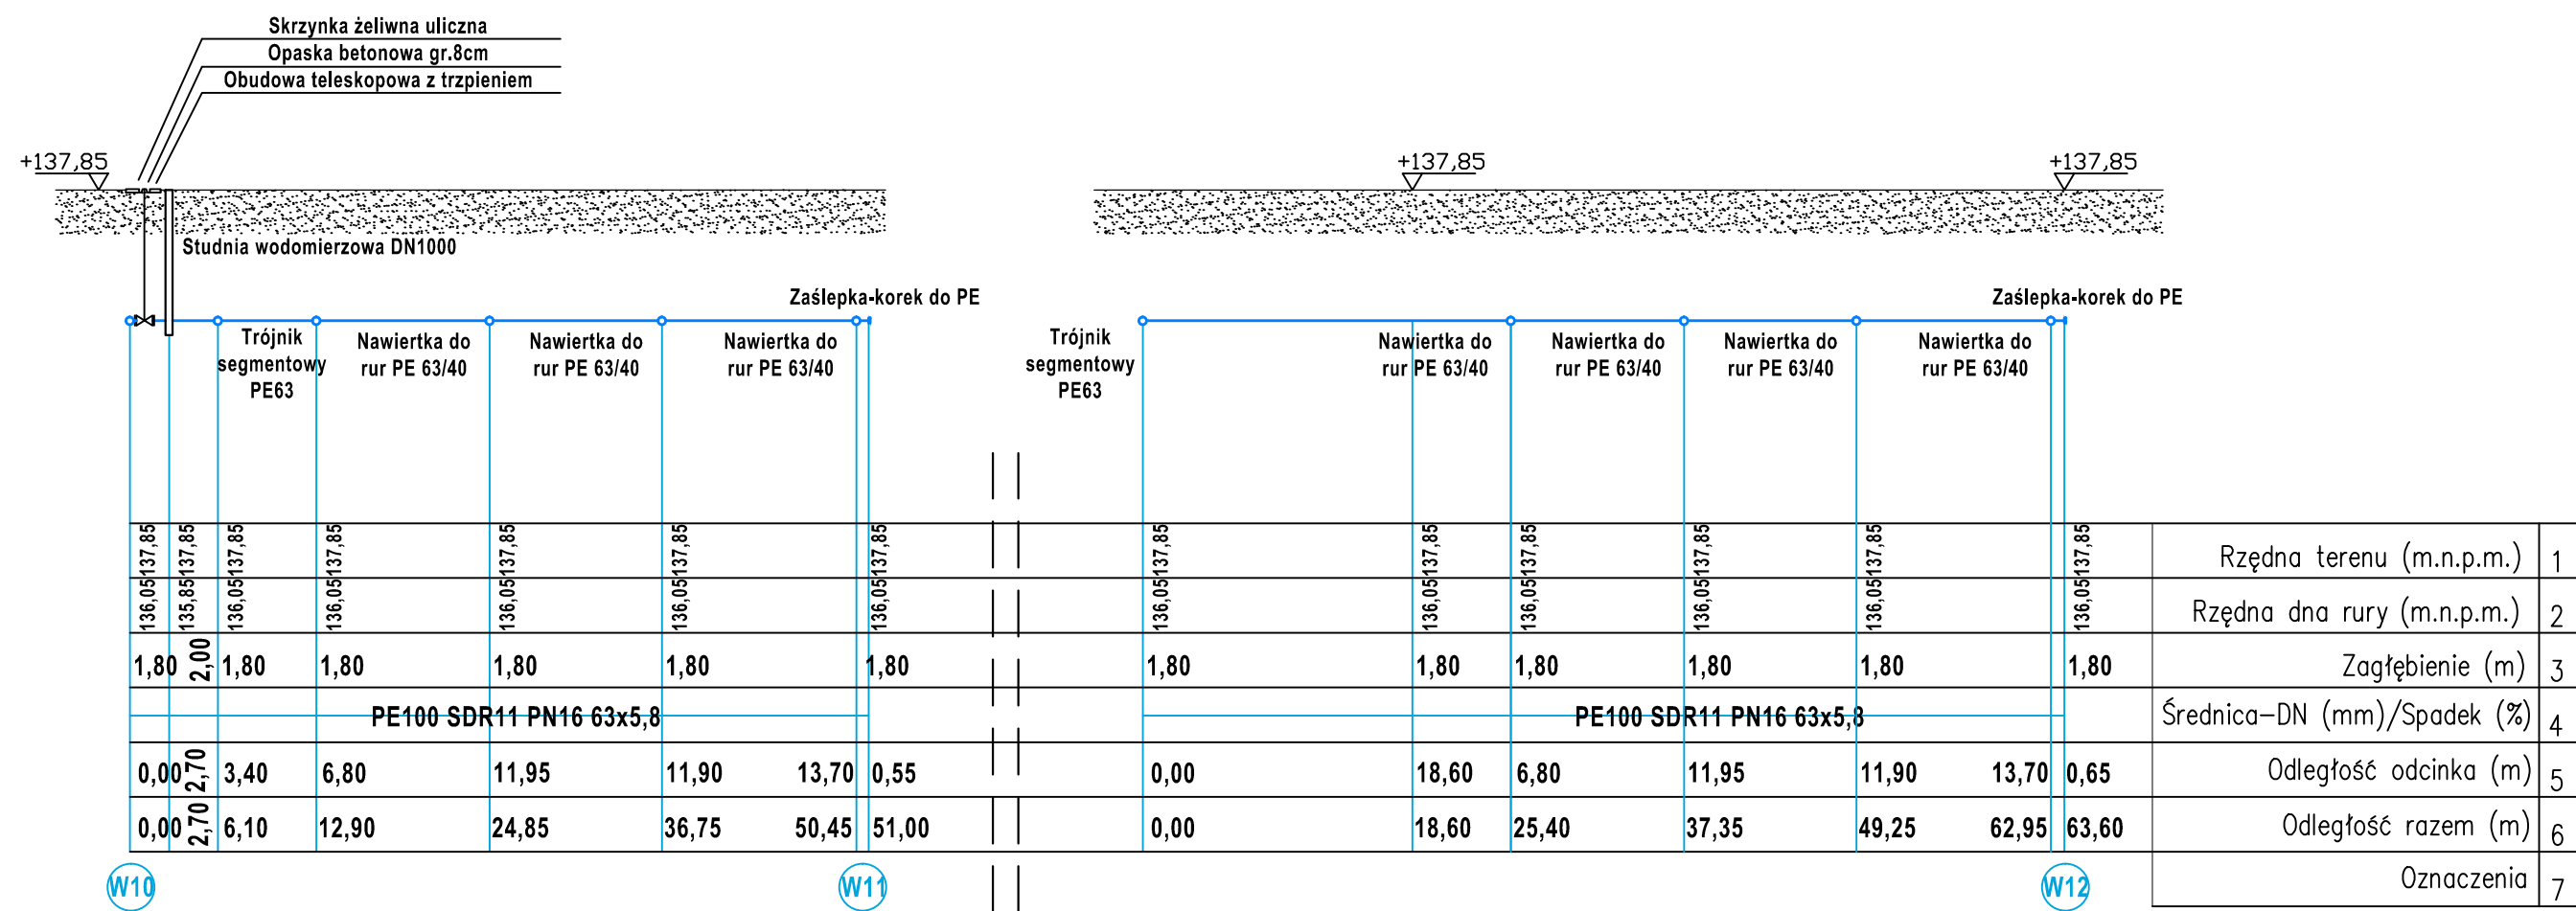 Skrzynka żeliwna uliczna
Opaska betonowa gr.8cm
Obudowa teleskopowa z trzpieniem
+137,85
+137,85
+137,85
Studnia wodomierzowa DN1000
Zaślepka-korek do PE
Zaślepka-korek do PE
Trójnik
segmentowy
PE63
Nawiertka do
rur PE 63/40
Nawiertka do
rur PE 63/40
Nawiertka do
rur PE 63/40
Trójnik
segmentowy
PE63
Nawiertka do
rur PE 63/40
Nawiertka do
rur PE 63/40
Nawiertka do
rur PE 63/40
Nawiertka do
rur PE 63/40
137,85 137,85 137,85 137,85 137,85 137,85 137,85 137,85 137,85 137,85 137,85 137,85 137,85 Rzędna terenu (m.n.p.m.) 1
136,05 135,85 136,05 136,05 136,05 136,05 136,05 136,05 136,05 136,05 136,05 136,05 136,05 Rzędna dna rury (m.n.p.m.) 2
1,80 2,00 1,80 1,80 1,80 1,80 1,80 1,80 1,80 1,80 1,80 1,80 1,80 Zagłębienie (m) 3
PE100 SDR11 PN16 63x5,8 PE100 SDR11 PN16 63x5,8 Średnica-DN (mm)/Spadek (%) 4
0,00 2,70 3,40 6,80 11,95 11,90 13,70 0,55 0,00 18,60 6,80 11,95 11,90 13,70 0,65 Odległość odcinka (m) 5
0,00 2,70 6,10 12,90 24,85 36,75 50,45 51,00 0,00 18,60 25,40 37,35 49,25 62,95 63,60 Odległość razem (m) 6
W10 W11 W12 Oznaczenia 7